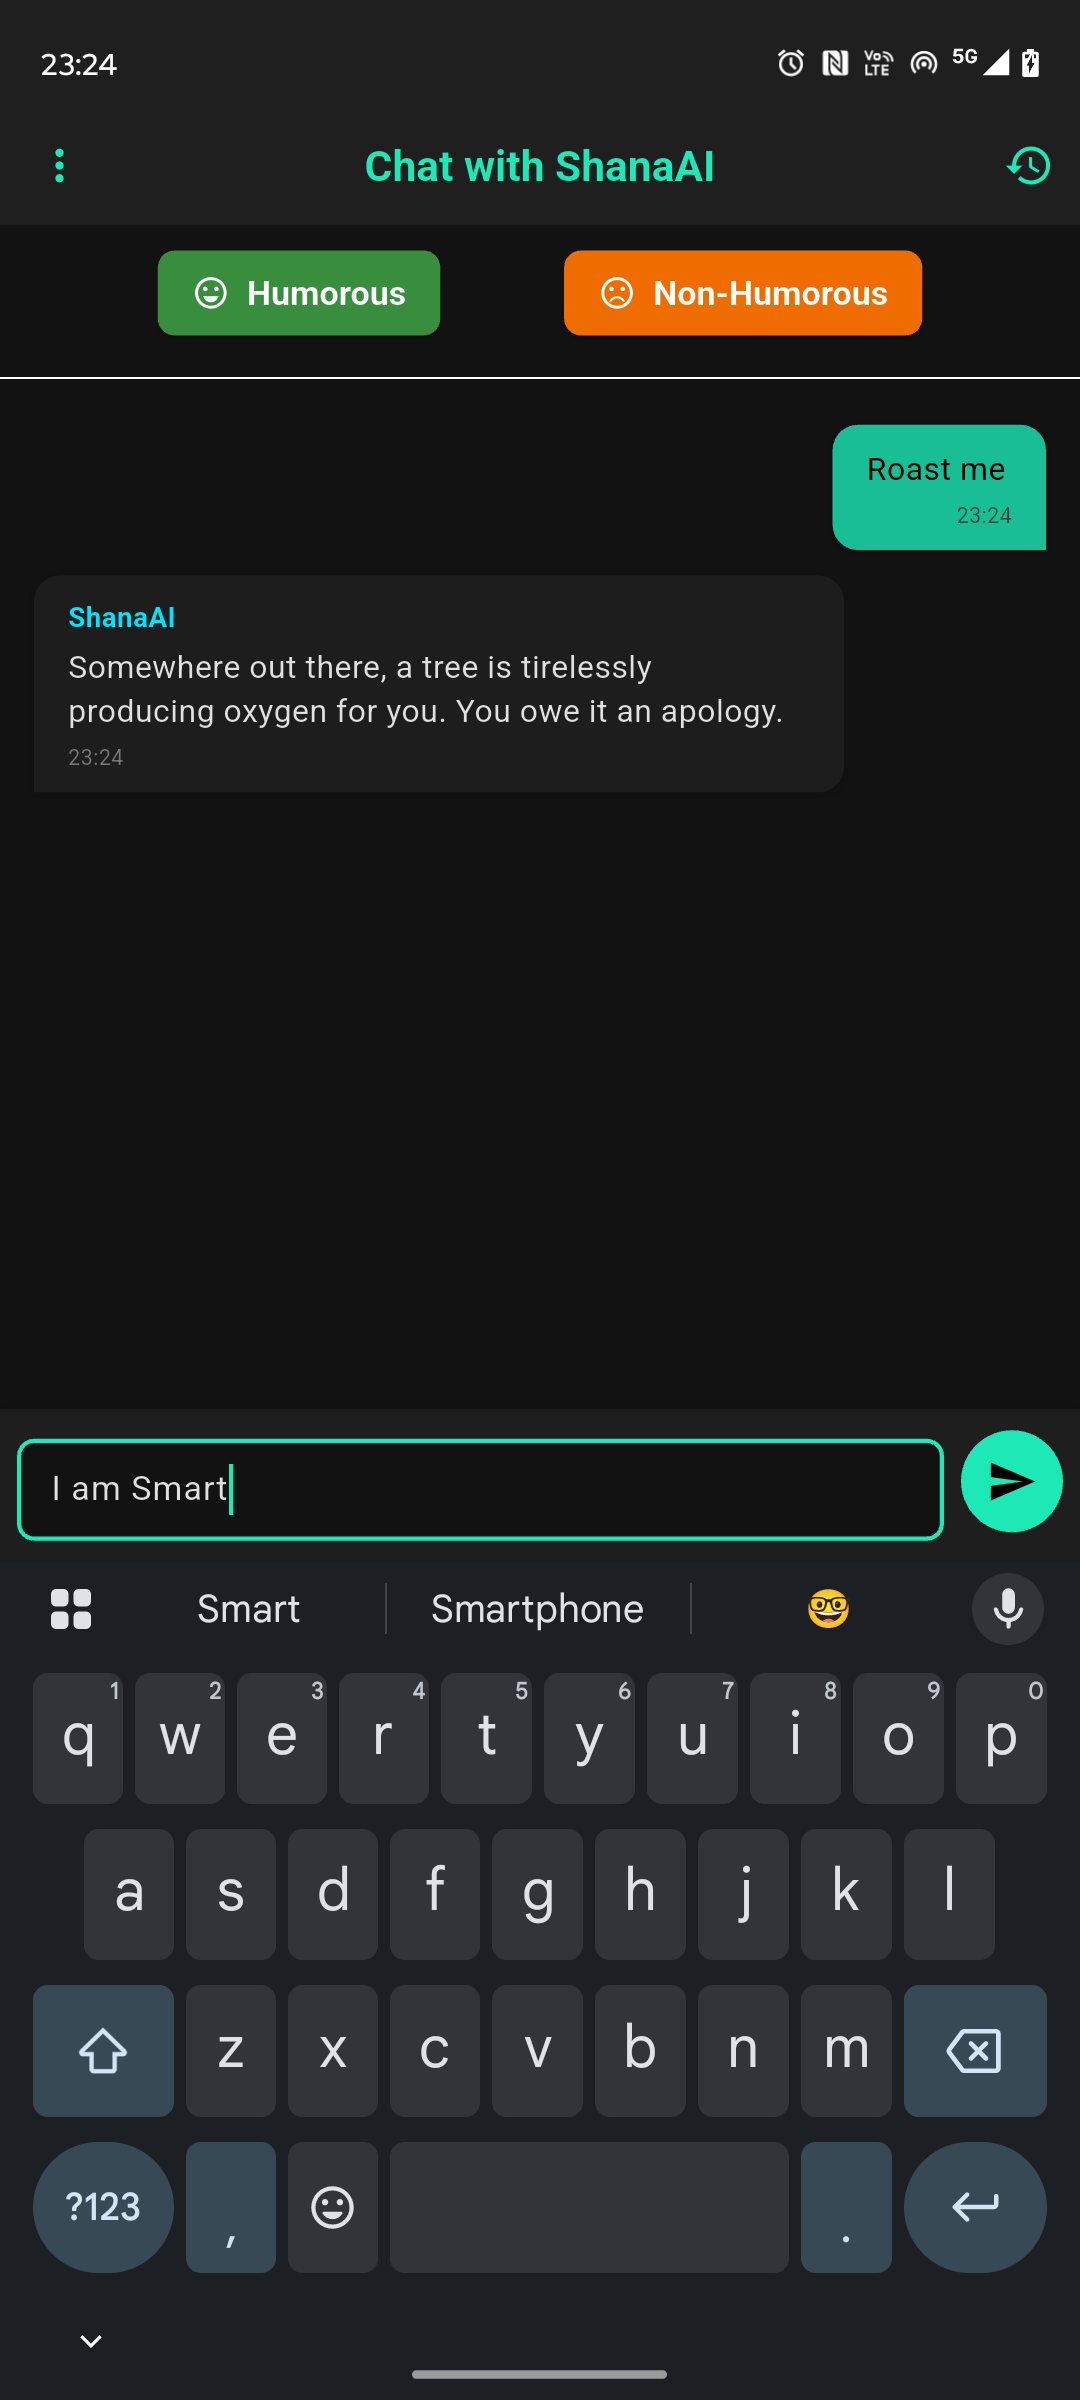 23:24
Vo LTE
5G
Chat with ShanaAI
Humorous
Non-Humorous
Roast me
23:24
ShanaAI
Somewhere out there, a tree is tirelessly
producing oxygen for you. You owe it an apology.
23:24
I am Smart
Smart
Smartphone
1 2 3 4 5 6 7 8 9 0
q w e r t y u i o p
a s d f g h j k l
z x c v b n m
?123 , .